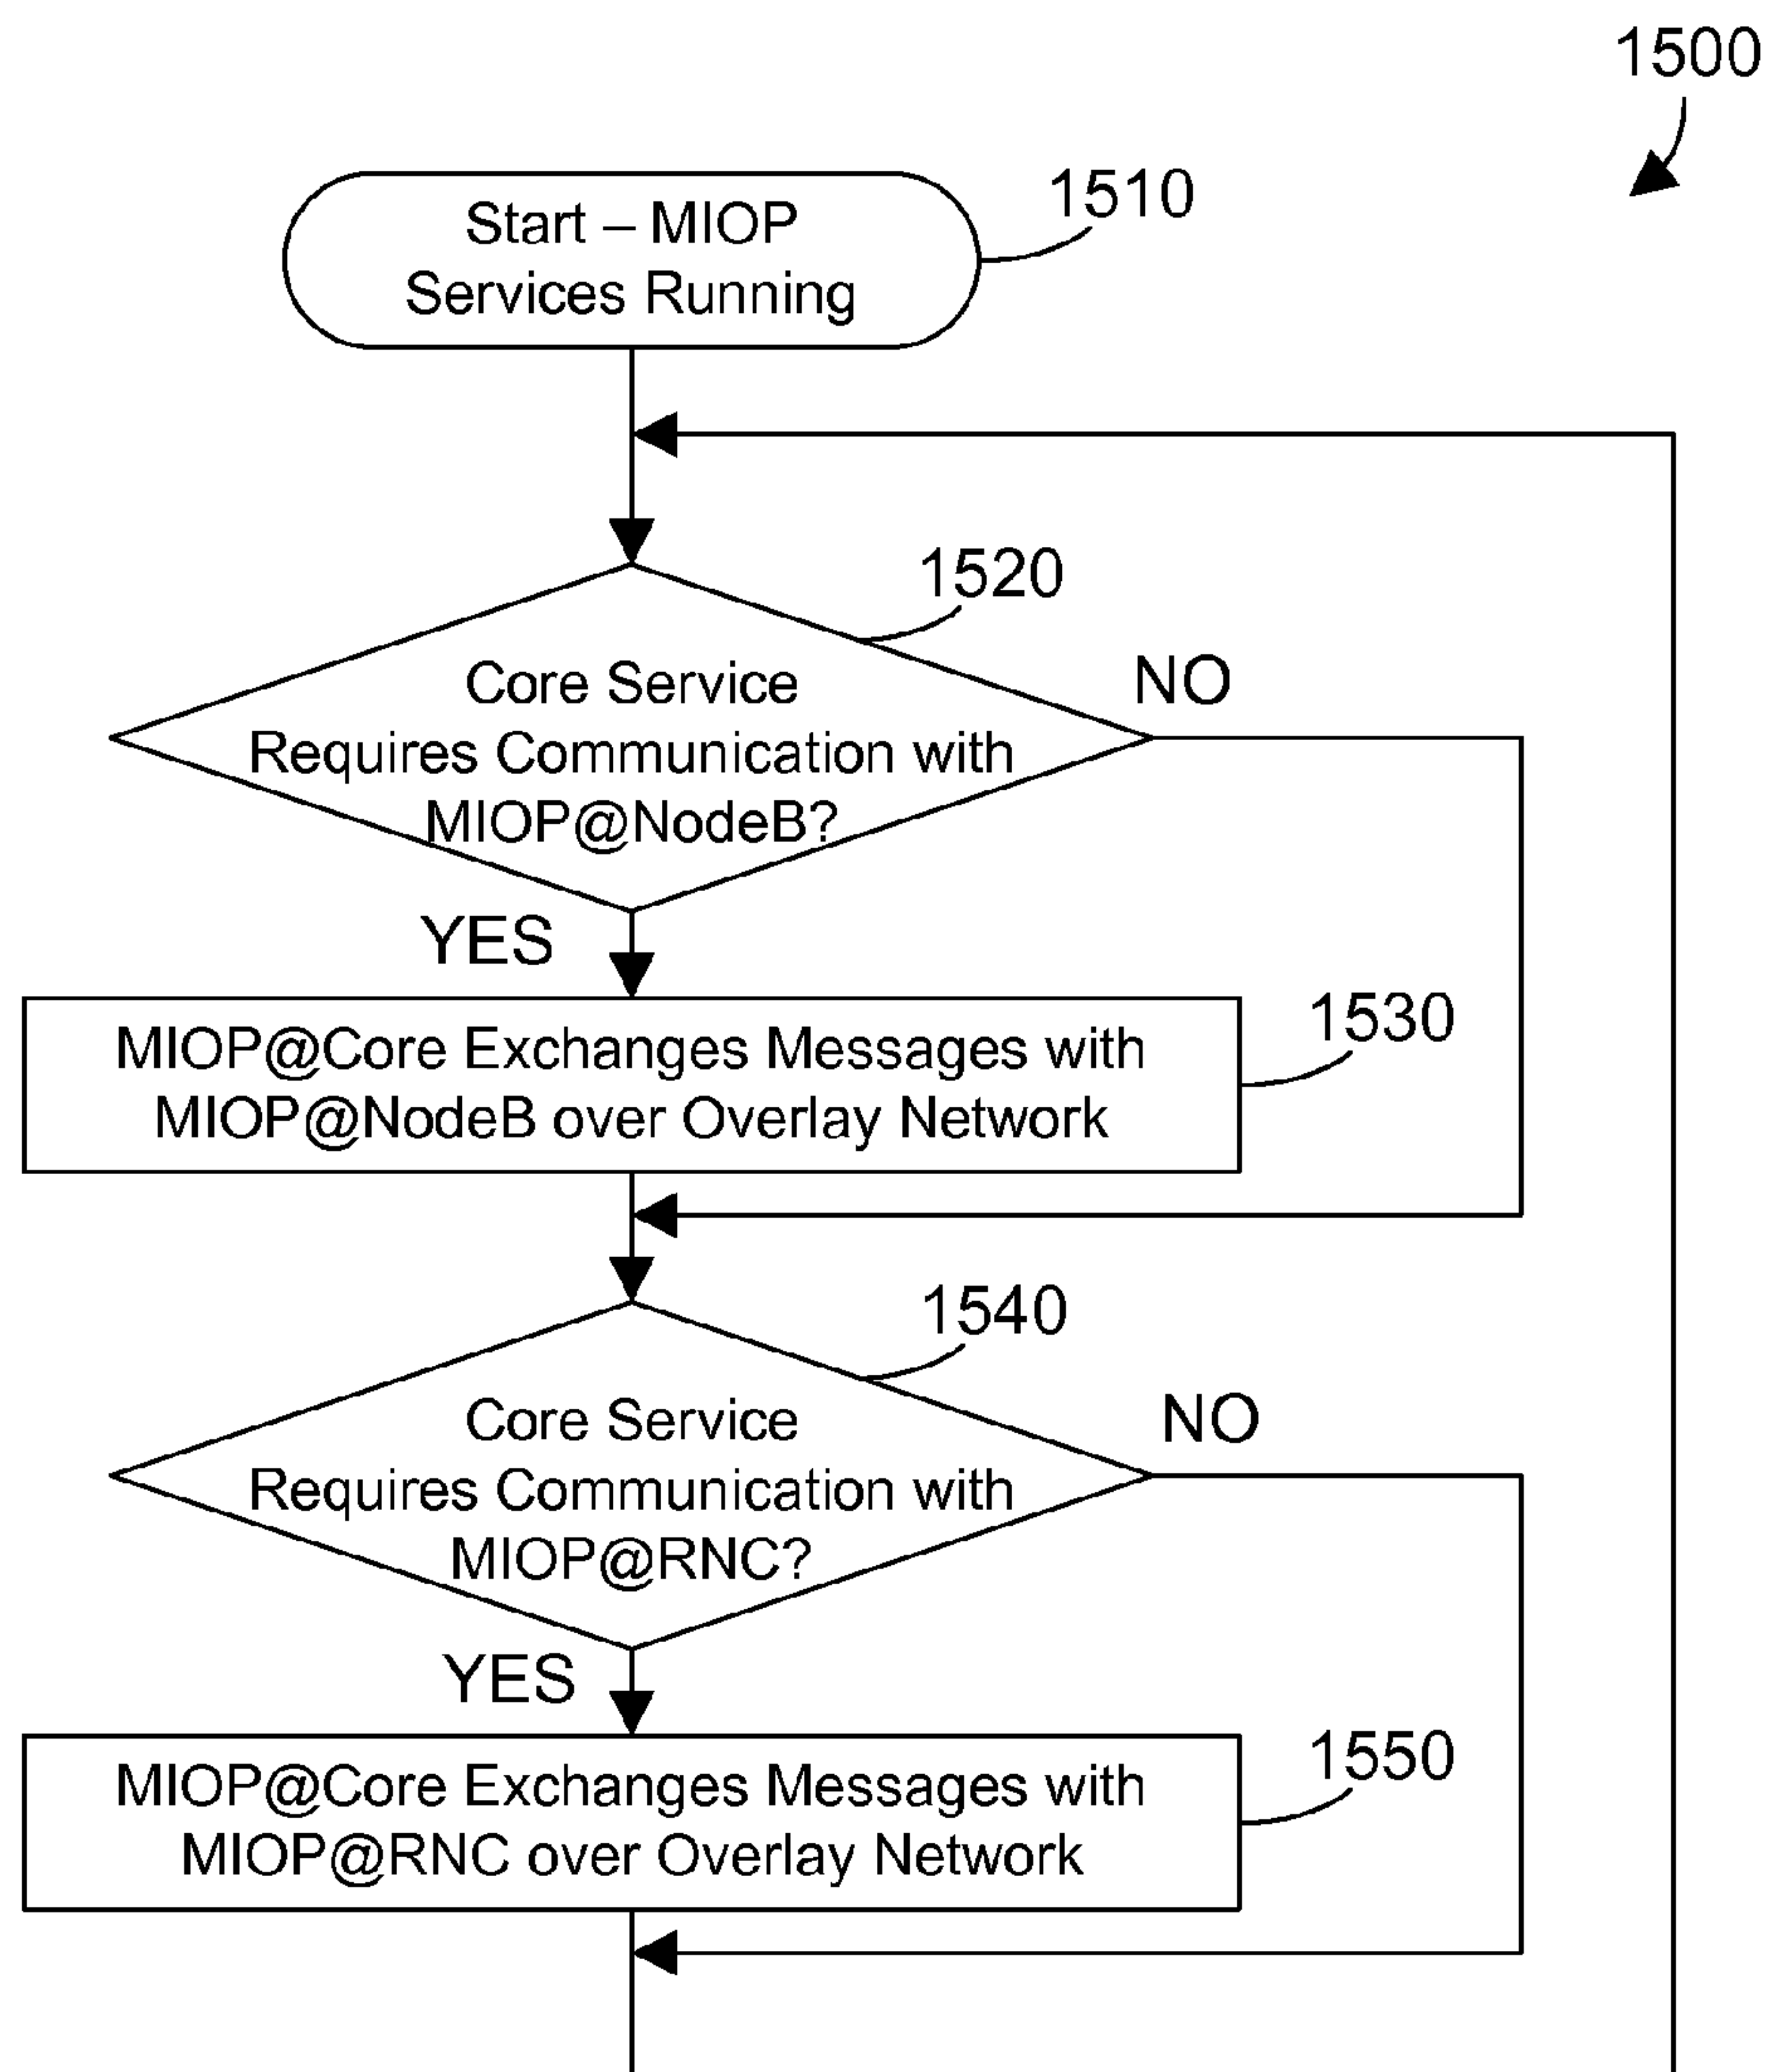 1500
1510
Start – MIOP
Services Running
1520
Core Service
Requires Communication with
MIOP@NodeB?
NO
YES
1530
MIOP@Core Exchanges Messages with
MIOP@NodeB over Overlay Network
1540
Core Service
Requires Communication with
MIOP@RNC?
NO
YES
1550
MIOP@Core Exchanges Messages with
MIOP@RNC over Overlay Network